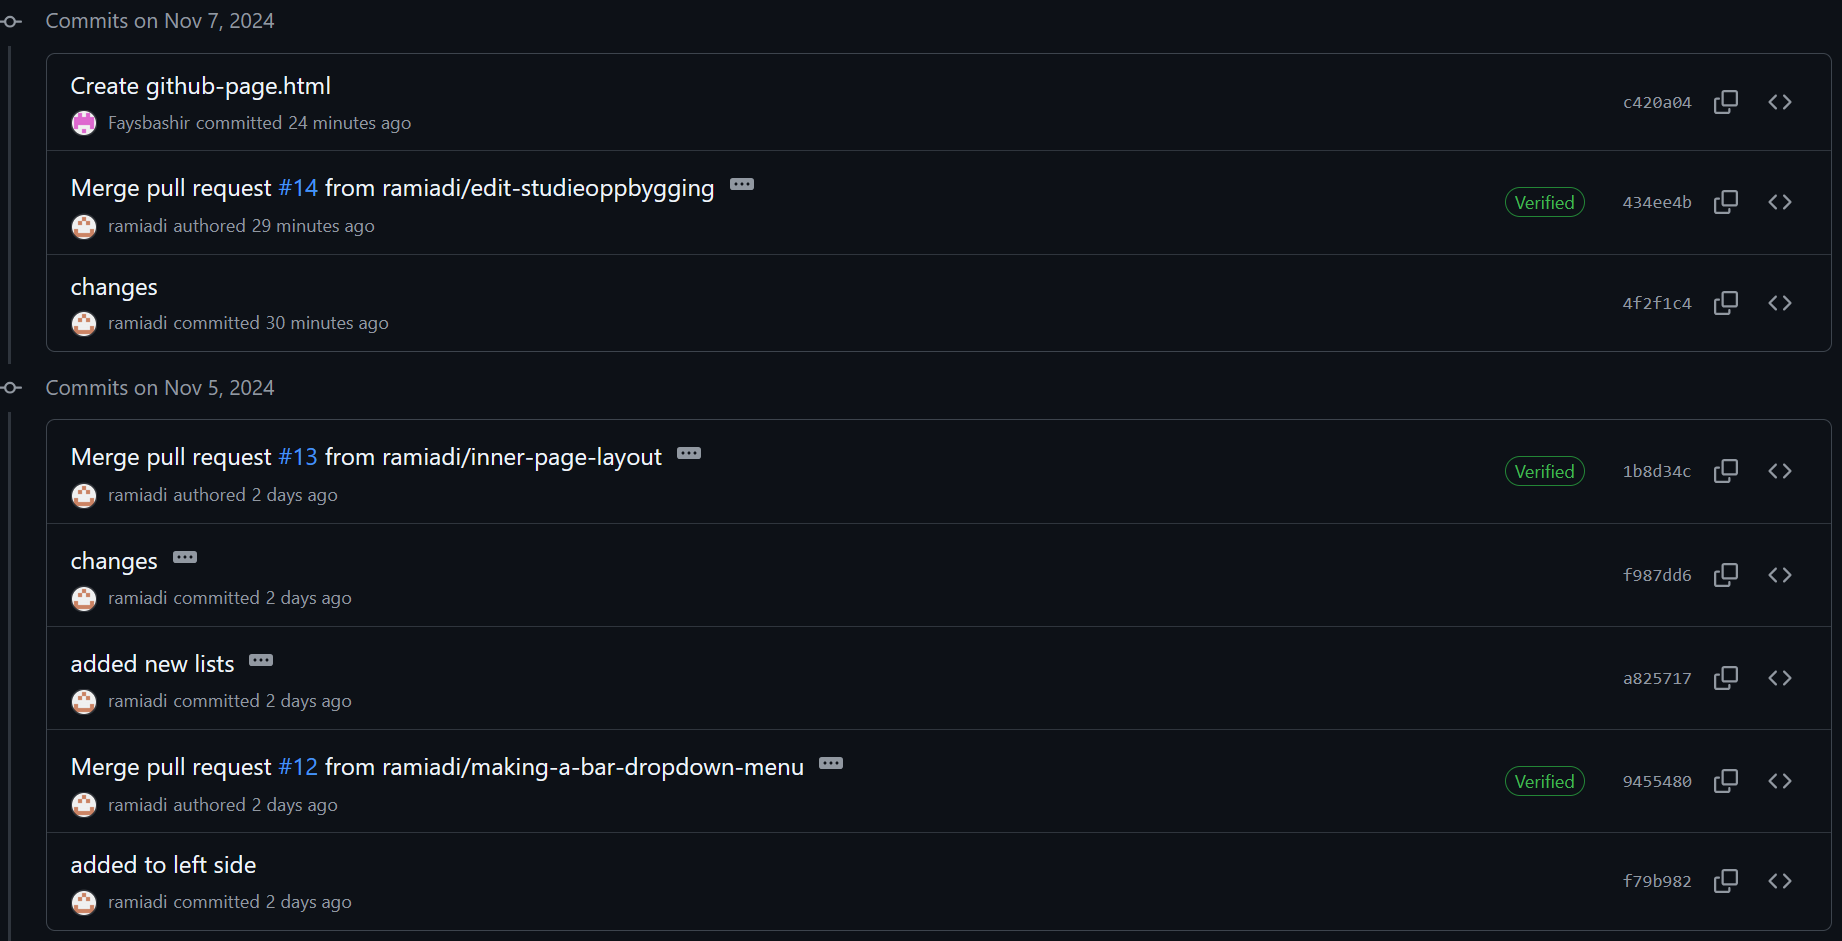 Commits on Nov 7, 2024
Create github-page.html
Faysbashir committed 24 minutes ago
c420a04
Merge pull request #14 from ramiadi/edit-studieoppbygging
ramiadi authored 29 minutes ago
Verified
434ee4b
changes
ramiadi committed 30 minutes ago
4f2f1c4
Commits on Nov 5, 2024
Merge pull request #13 from ramiadi/inner-page-layout
ramiadi authored 2 days ago
Verified
1b8d34c
changes
ramiadi committed 2 days ago
f987dd6
added new lists
ramiadi committed 2 days ago
a825717
Merge pull request #12 from ramiadi/making-a-bar-dropdown-menu
ramiadi authored 2 days ago
Verified
9455480
added to left side
ramiadi committed 2 days ago
f79b982